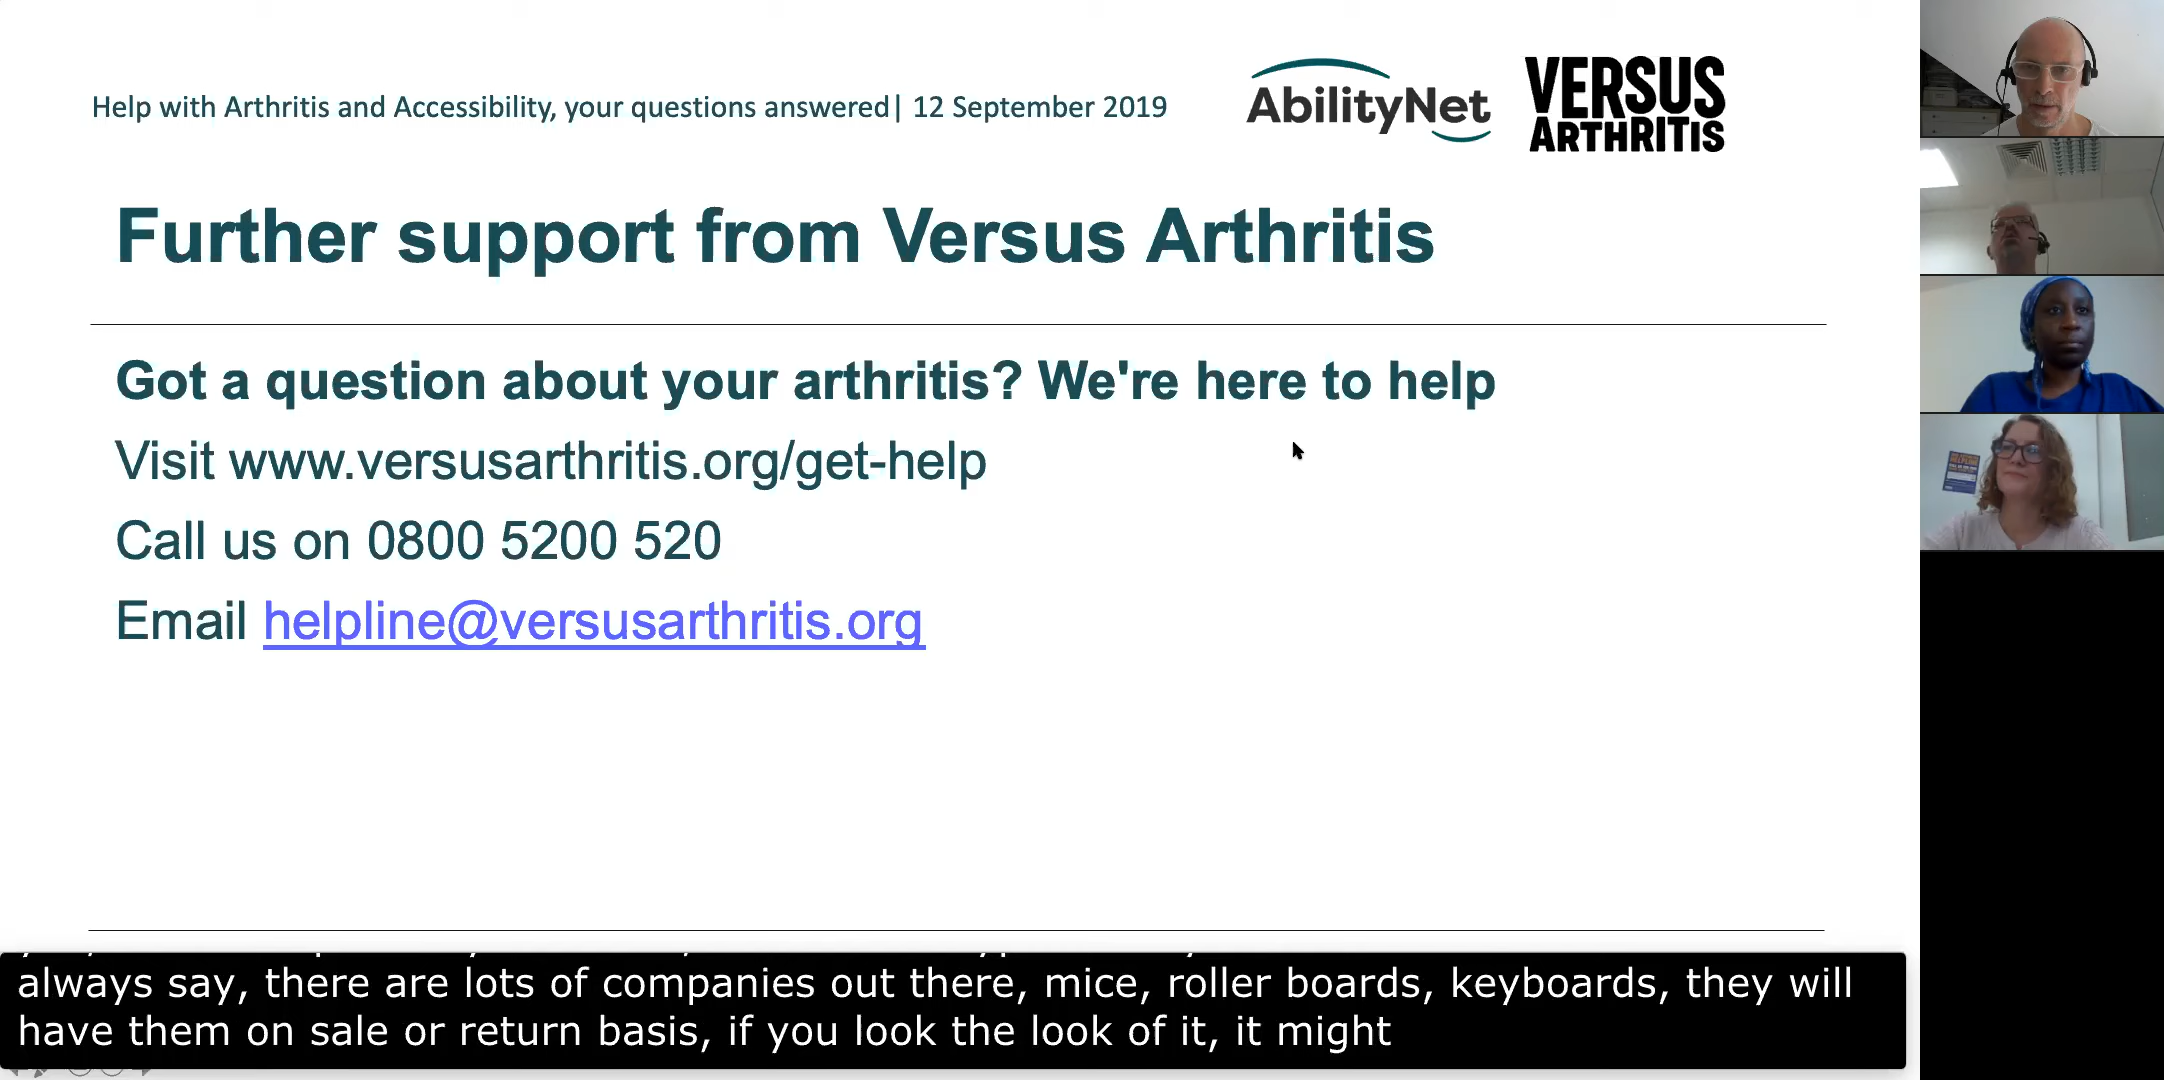 Help with Arthritis and Accessibility, your questions answered| 12 September 2019
AbilityNet
VERSUS
ARTHRITIS
Further support from Versus Arthritis
Got a question about your arthritis? We're here to help
Visit www.versusarthritis.org/get-help
Call us on 0800 5200 520
Email helpline@versusarthritis.org
HELPLINE
always say, there are lots of companies out there, mice, roller boards, keyboards, they will
have them on sale or return basis, if you look the look of it, it might